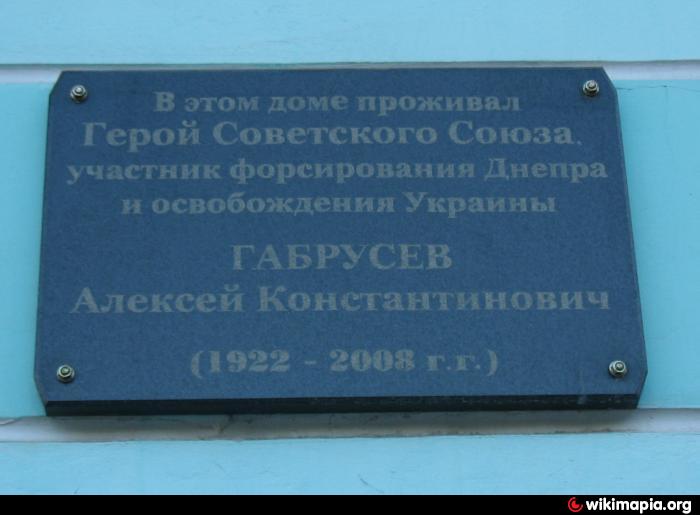 В этом доме проживал
Герой Советского Союза,
участник форсирования Днепра
и освобождения Украины
ГАБРУСЕВ
Алексей Константинович
(1922 - 2008 г.г.)
wikimapia.org